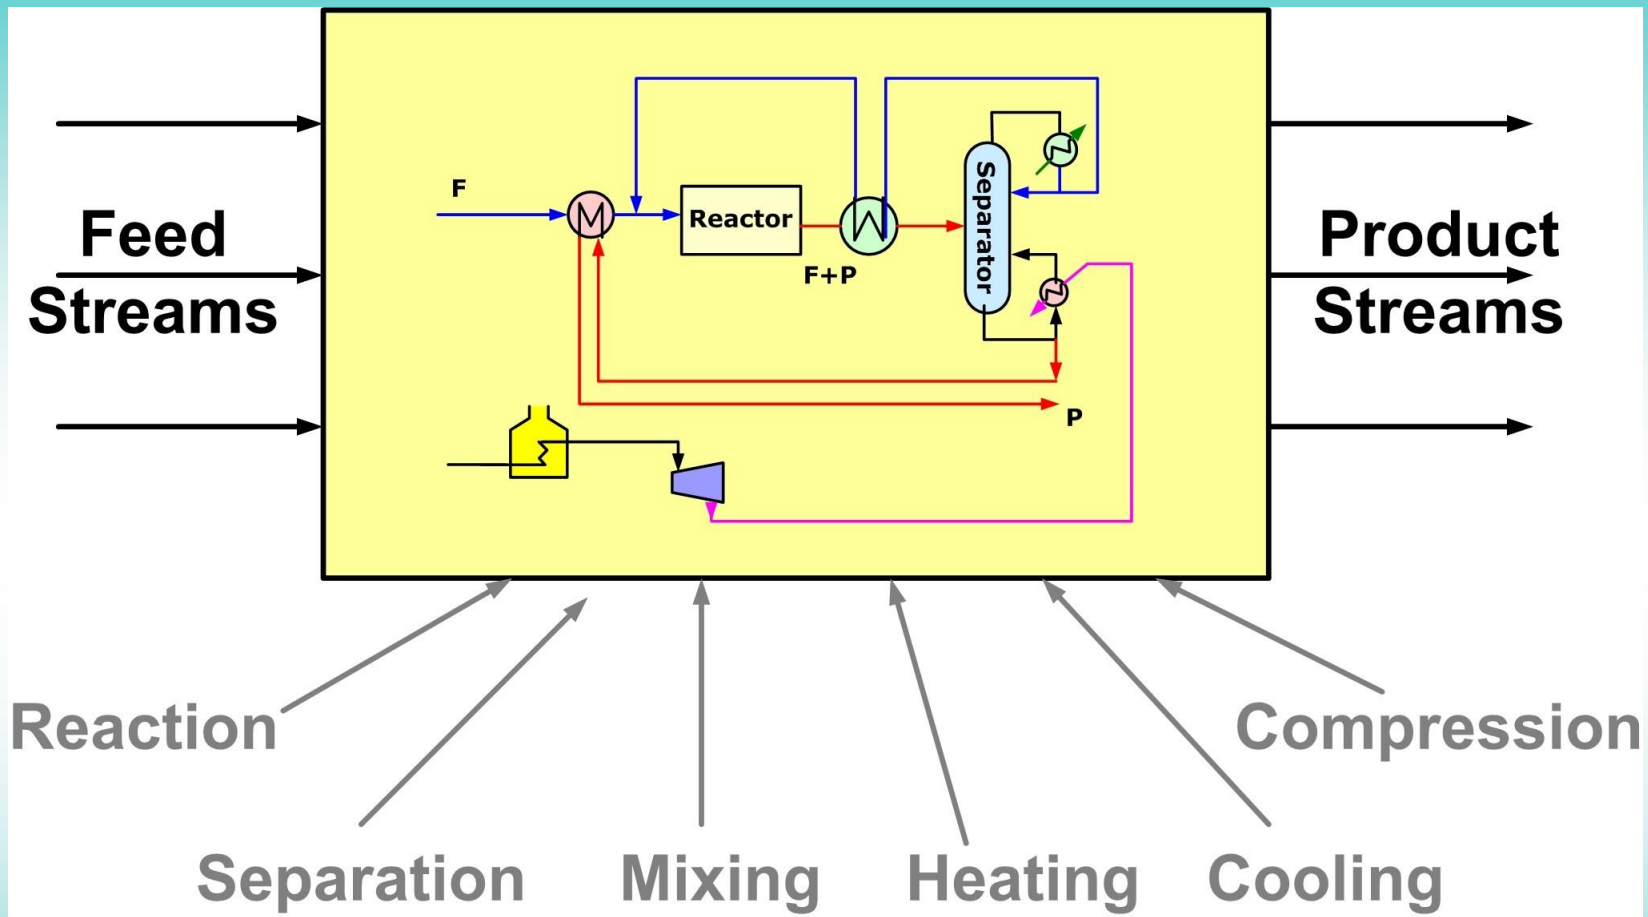 Feed
Streams
F
Reactor
F+P
Separator
P
Product
Streams
Reaction
Separation
Mixing
Heating
Cooling
Compression